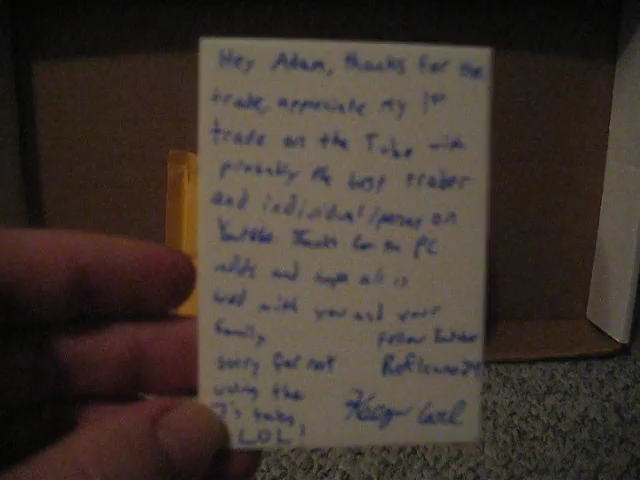 Hey Adam, thanks for the
trade, appreciate my 1st
trade on the Tube with
probably the best trader
and individual/person on
Youtube. Thanks for the PC
adds and hope all is
well with you and your
family.
Fellow Youtuber
sorry for not
using the
LOL!